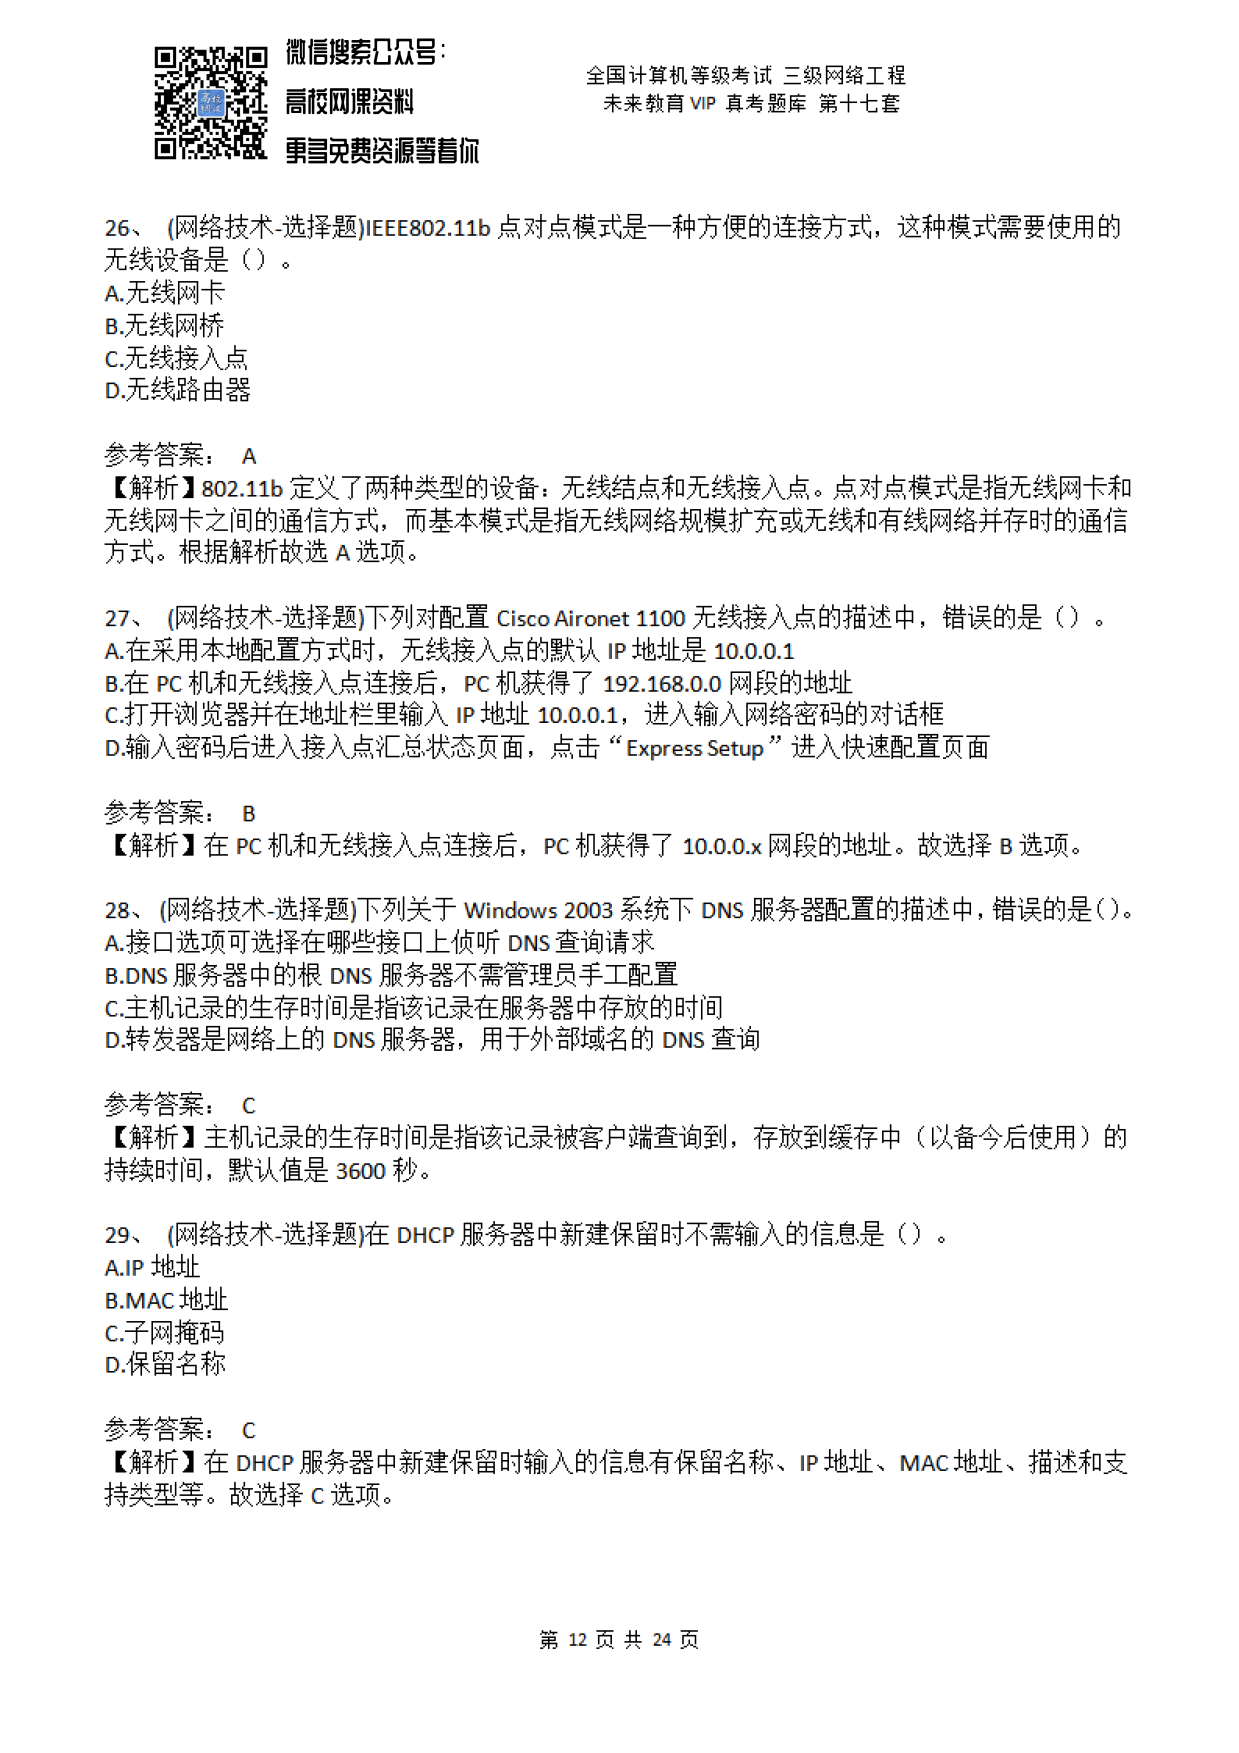 微信搜索公众号：
高校网课资料
更多免费资源等着你
全国计算机等级考试 三级网络工程
未来教育 VIP 真考题库 第十七套
26、 (网络技术-选择题)IEEE802.11b 点对点模式是一种方便的连接方式，这种模式需要使用的
无线设备是（）。
A.无线网卡
B.无线网桥
C.无线接入点
D.无线路由器
参考答案： A
【解析】802.11b 定义了两种类型的设备：无线结点和无线接入点。点对点模式是指无线网卡和
无线网卡之间的通信方式，而基本模式是指无线网络规模扩充或无线和有线网络并存时的通信
方式。根据解析故选 A 选项。
27、 (网络技术-选择题)下列对配置 Cisco Aironet 1100 无线接入点的描述中，错误的是（）。
A.在采用本地配置方式时，无线接入点的默认 IP 地址是 10.0.0.1
B.在 PC 机和无线接入点连接后，PC 机获得了 192.168.0.0 网段的地址
C.打开浏览器并在地址栏里输入 IP 地址 10.0.0.1，进入输入网络密码的对话框
D.输入密码后进入接入点汇总状态页面，点击“Express Setup”进入快速配置页面
参考答案： B
【解析】在 PC 机和无线接入点连接后，PC 机获得了 10.0.0.x 网段的地址。故选择 B 选项。
28、 (网络技术-选择题)下列关于 Windows 2003 系统下 DNS 服务器配置的描述中，错误的是（）。
A.接口选项可选择在哪些接口上侦听 DNS 查询请求
B.DNS 服务器中的根 DNS 服务器不需管理员手工配置
C.主机记录的生存时间是指该记录在服务器中存放的时间
D.转发器是网络上的 DNS 服务器，用于外部域名的 DNS 查询
参考答案： C
【解析】主机记录的生存时间是指该记录被客户端查询到，存放到缓存中（以备今后使用）的
持续时间，默认值是 3600 秒。
29、 (网络技术-选择题)在 DHCP 服务器中新建保留时不需输入的信息是（）。
A.IP 地址
B.MAC 地址
C.子网掩码
D.保留名称
参考答案： C
【解析】在 DHCP 服务器中新建保留时输入的信息有保留名称、IP 地址、MAC 地址、描述和支
持类型等。故选择 C 选项。
第 12 页 共 24 页